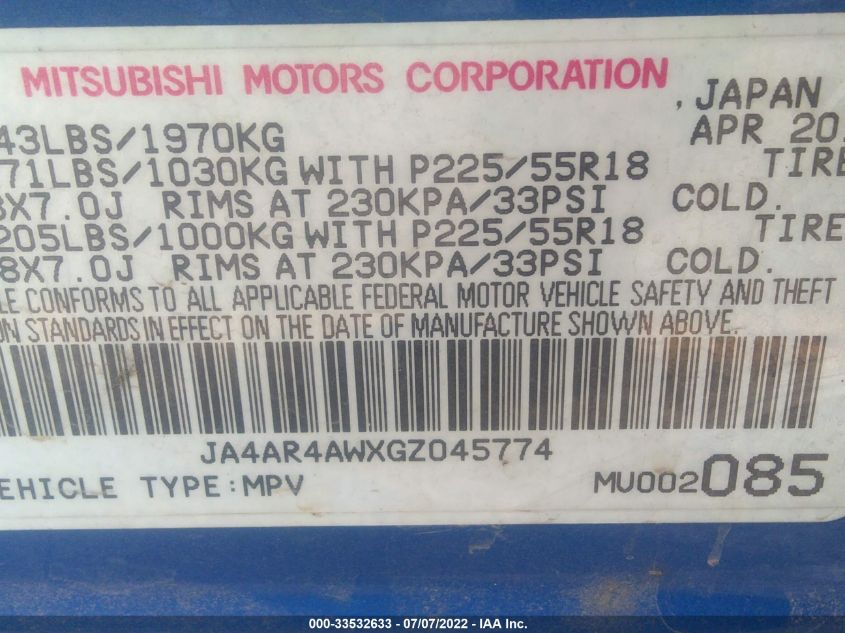 MITSUBISHI MOTORS CORPORATION
, JAPAN
43LBS/1970KG APR 201
71LBS/1030KG WITH P225/55R18 TIRE
8X7.0J RIMS AT 230KPA/33PSI COLD.
205LBS/1000KG WITH P225/55R18 TIRE
8X7.0J RIMS AT 230KPA/33PSI COLD.
LE CONFORMS TO ALL APPLICABLE FEDERAL MOTOR VEHICLE SAFETY AND THEFT
ON STANDARDS IN EFFECT ON THE DATE OF MANUFACTURE SHOWN ABOVE.
JA4AR4AWXGZ045774
EHICLE TYPE:MPV MU002085
000-33532633 / 07/07/2022 - IAA Inc.